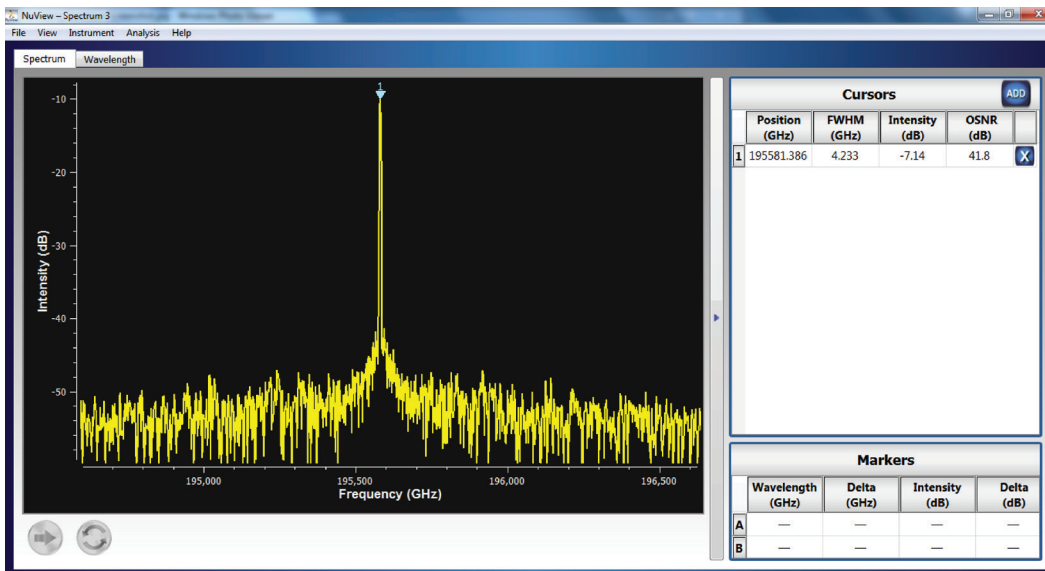 NuView – Spectrum 3
File View Instrument Analysis Help
Spectrum Wavelength
1
-10
-20
-30
-40
-50
Intensity (dB)
195,000 195,500 196,000 196,500
Frequency (GHz)
Cursors ADD
Position (GHz) FWHM (GHz) Intensity (dB) OSNR (dB)
1 195581.386 4.233 -7.14 41.8 X
Markers
Wavelength (GHz) Delta (GHz) Intensity (dB) Delta (dB)
A — — — —
B — — — —